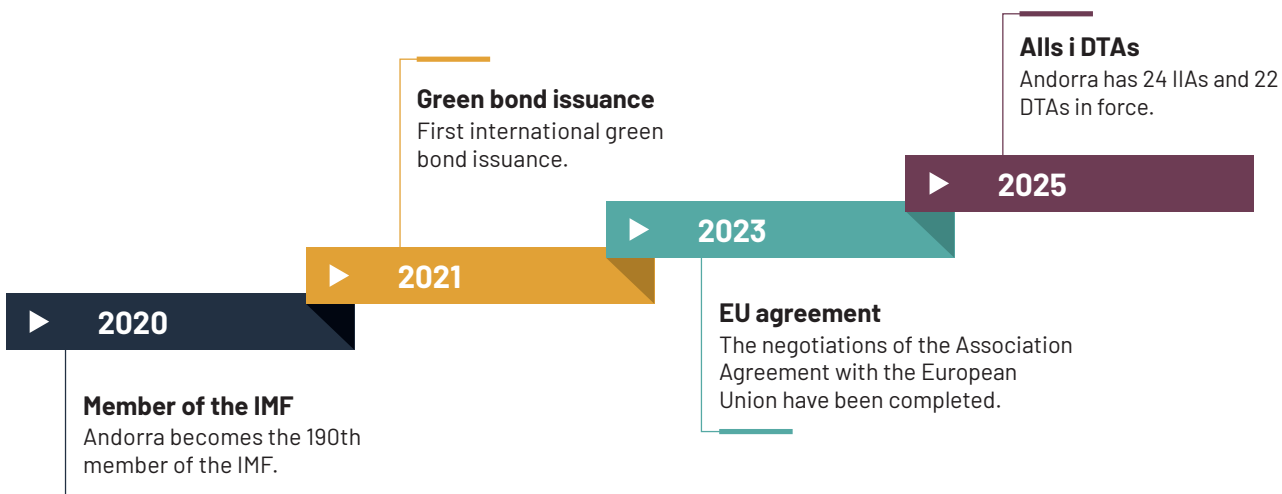 2020
Member of the IMF
Andorra becomes the 190th
member of the IMF.
2021
Green bond issuance
First international green
bond issuance.
2023
EU agreement
The negotiations of the Association
Agreement with the European
Union have been completed.
2025
AIIs i DTAs
Andorra has 24 IIAs and 22
DTAs in force.